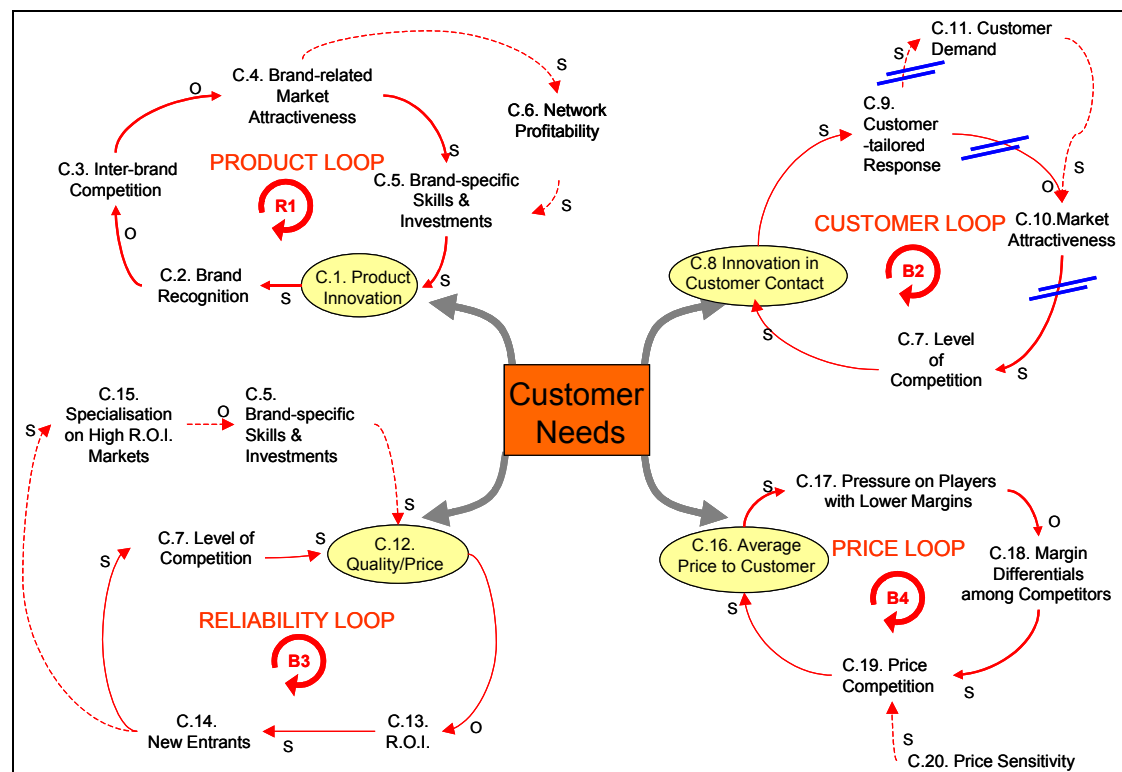 C.4. Brand-related
Market
Attractiveness
S
O
C.6. Network
Profitability
S
C.3. Inter-brand
Competition
PRODUCT LOOP
R1
C.5. Brand-specific
Skills &
Investments
S
O
C.2. Brand
Recognition
S
C.1. Product
Innovation
S
C.11. Customer
Demand
S
S
C.9.
Customer
-tailored
Response
S
O
S
CUSTOMER LOOP
B2
C.10.Market
Attractiveness
C.8 Innovation in
Customer Contact
S
C.7. Level
of
Competition
S
Customer
Needs
C.15.
Specialisation
on High R.O.I.
Markets
S
O
C.5.
Brand-specific
Skills &
Investments
S
C.7. Level of
Competition
S
S
C.12.
Quality/Price
RELIABILITY LOOP
B3
C.14.
New Entrants
S
C.13.
R.O.I.
O
C.17. Pressure on Players
with Lower Margins
S
O
C.16. Average
Price to Customer
PRICE LOOP
B4
C.18. Margin
Differentials
among Competitors
S
C.19. Price
Competition
S
S
C.20. Price Sensitivity